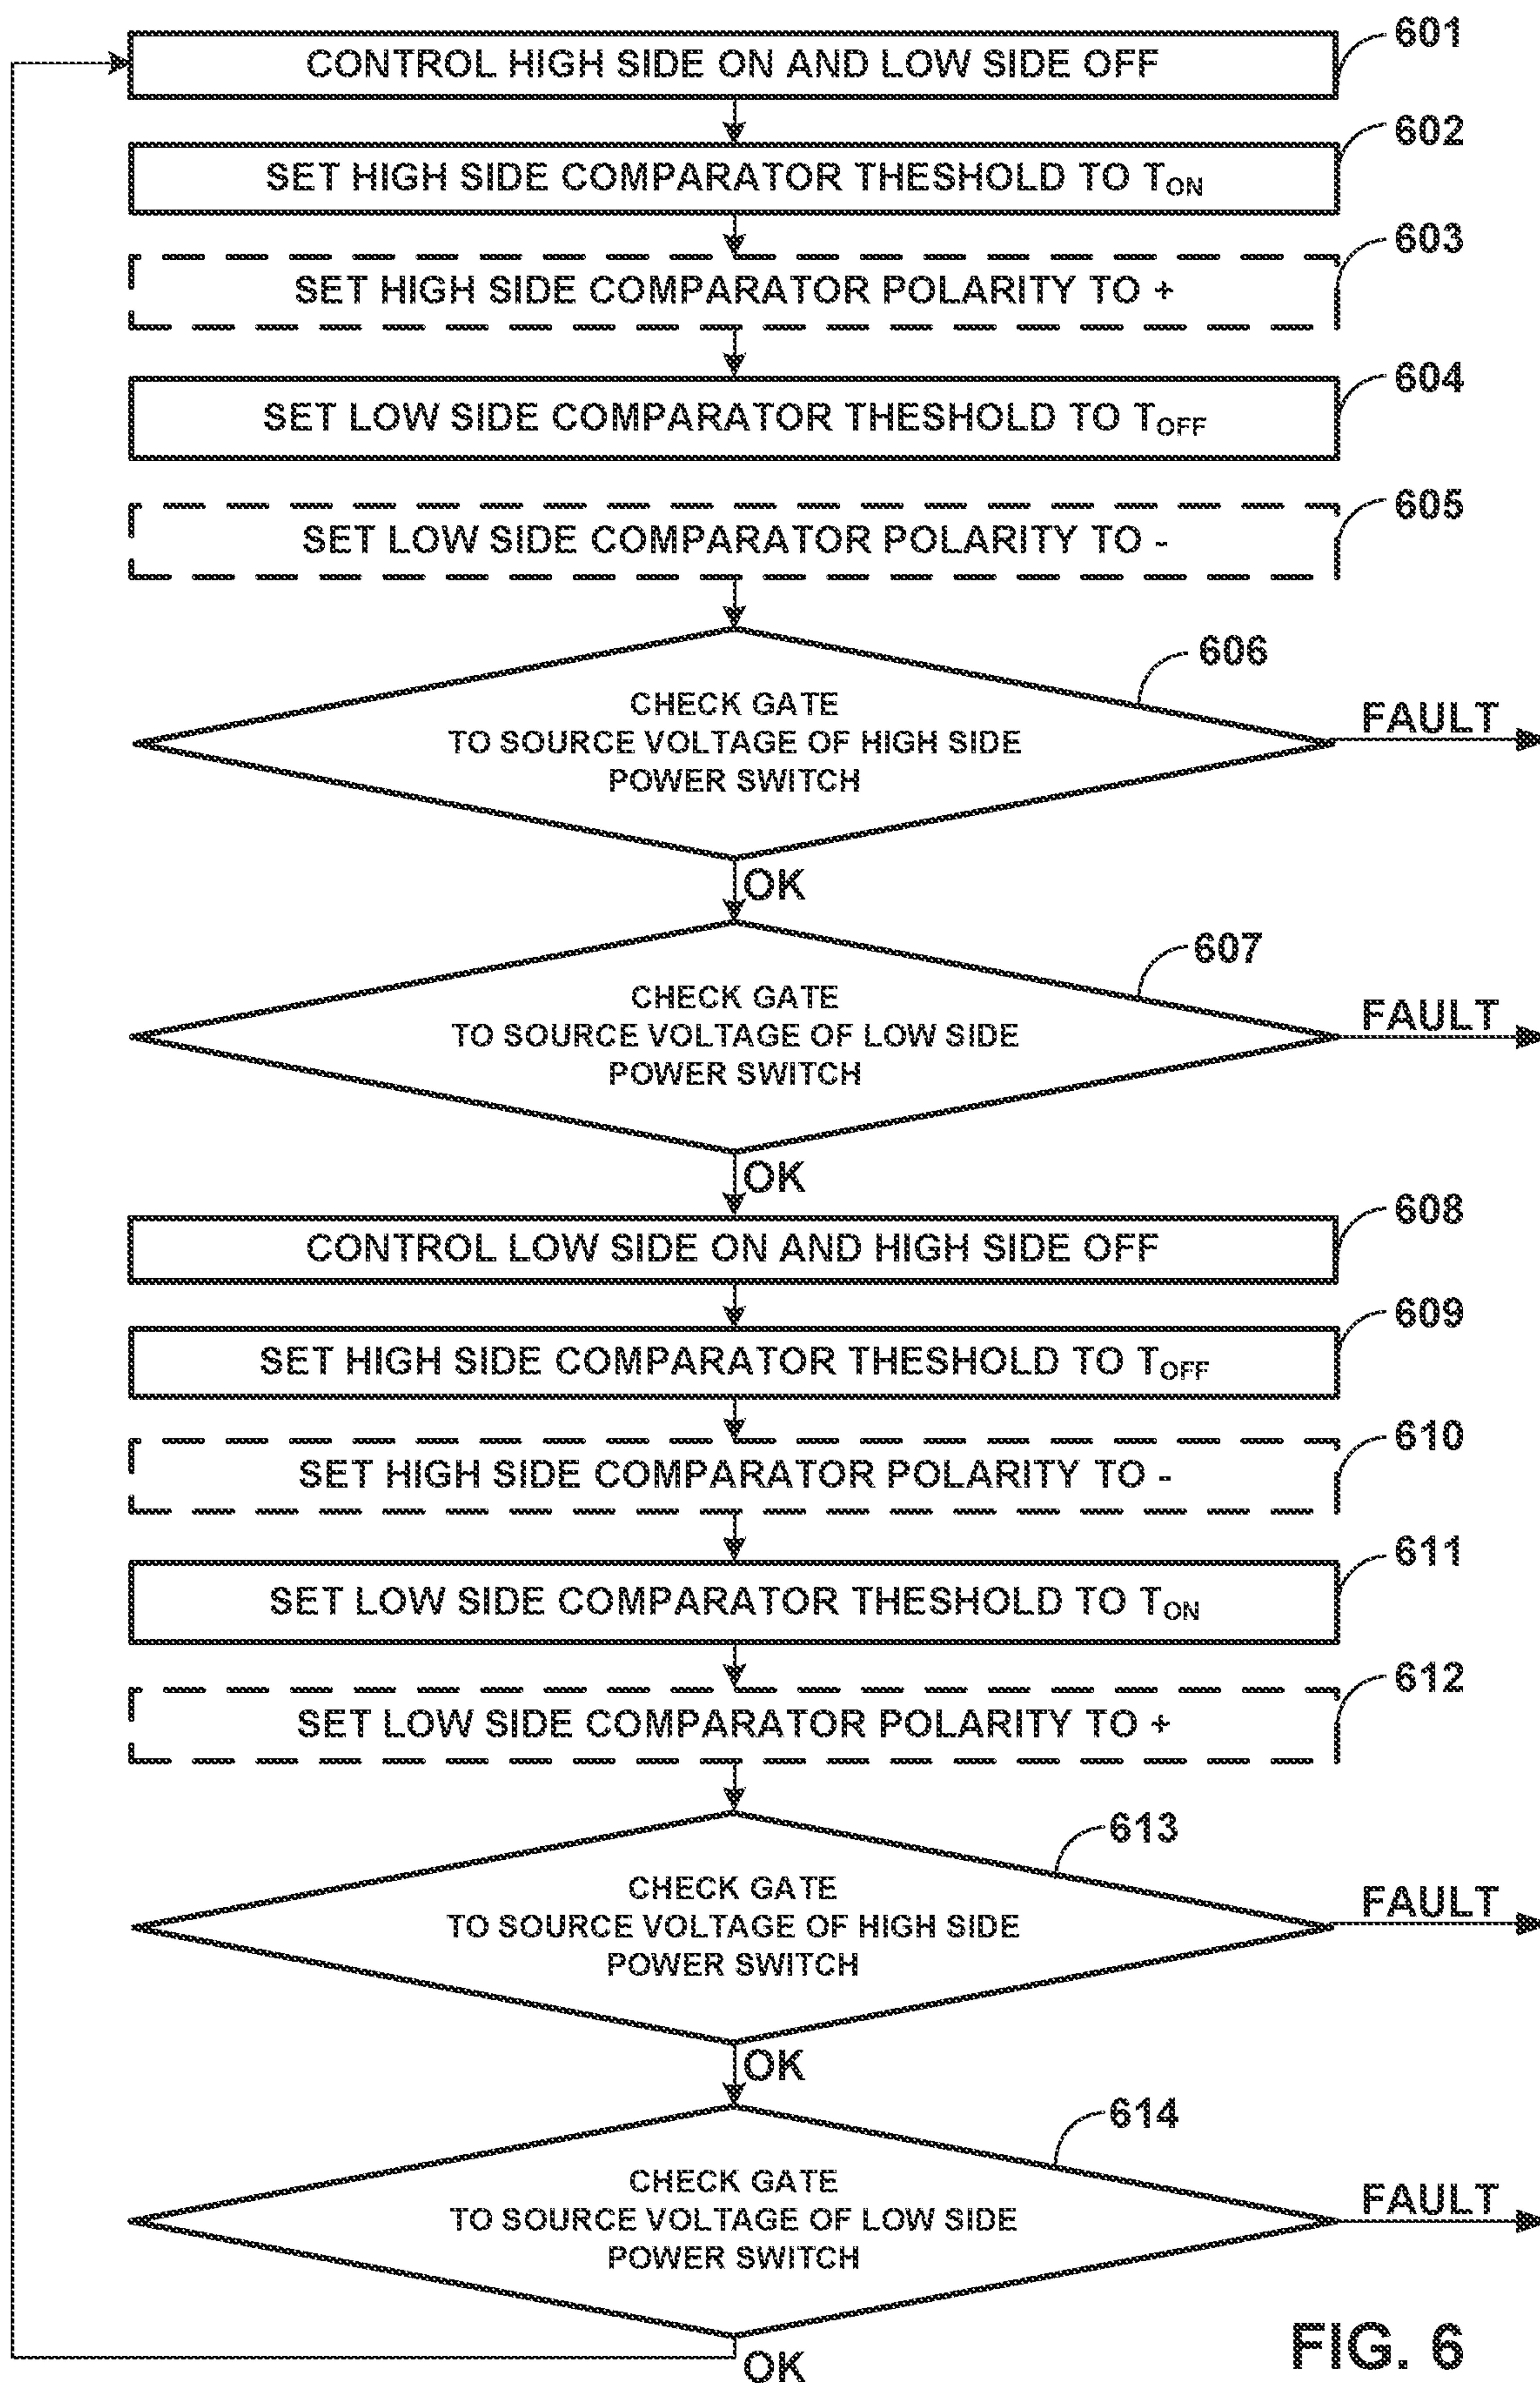 601
CONTROL HIGH SIDE ON AND LOW SIDE OFF
602
SET HIGH SIDE COMPARATOR THESHOLD TO TON
603
SET HIGH SIDE COMPARATOR POLARITY TO +
604
SET LOW SIDE COMPARATOR THESHOLD TO TOFF
605
SET LOW SIDE COMPARATOR POLARITY TO -
606
CHECK GATE
TO SOURCE VOLTAGE OF HIGH SIDE
POWER SWITCH
FAULT
OK
607
CHECK GATE
TO SOURCE VOLTAGE OF LOW SIDE
POWER SWITCH
FAULT
OK
608
CONTROL LOW SIDE ON AND HIGH SIDE OFF
609
SET HIGH SIDE COMPARATOR THESHOLD TO TOFF
610
SET HIGH SIDE COMPARATOR POLARITY TO -
611
SET LOW SIDE COMPARATOR THESHOLD TO TON
612
SET LOW SIDE COMPARATOR POLARITY TO +
613
CHECK GATE
TO SOURCE VOLTAGE OF HIGH SIDE
POWER SWITCH
FAULT
OK
614
CHECK GATE
TO SOURCE VOLTAGE OF LOW SIDE
POWER SWITCH
FAULT
OK
FIG. 6